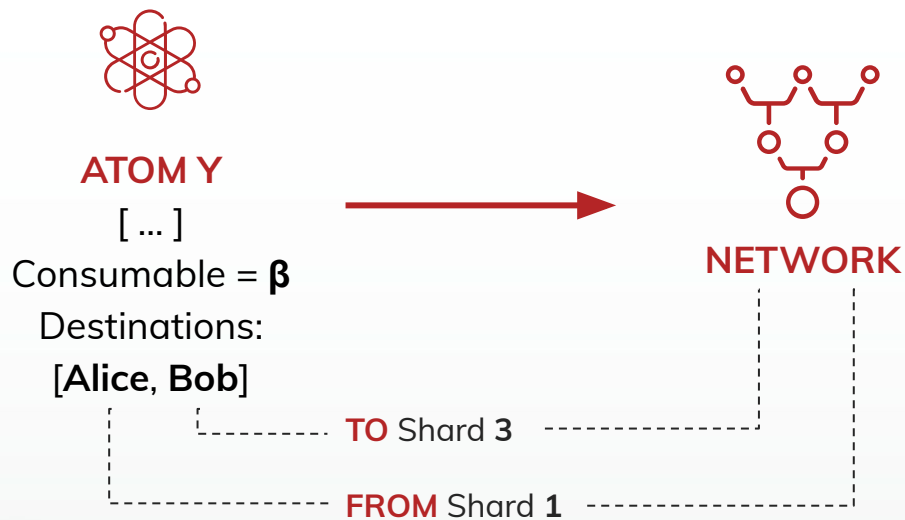 ATOM Y
[ ... ]
Consumable = β
Destinations:
[Alice, Bob]
NETWORK
TO Shard 3
FROM Shard 1